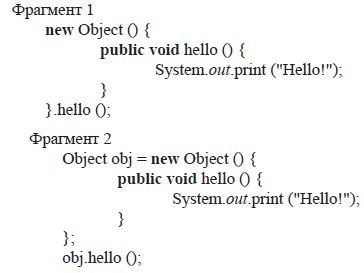 Фрагмент 1
new Object () {
public void hello () {
System.out.print ("Hello!");
}
}.hello ();
Фрагмент 2
Object obj = new Object () {
public void hello () {
System.out.print ("Hello!");
}
};
obj.hello ();